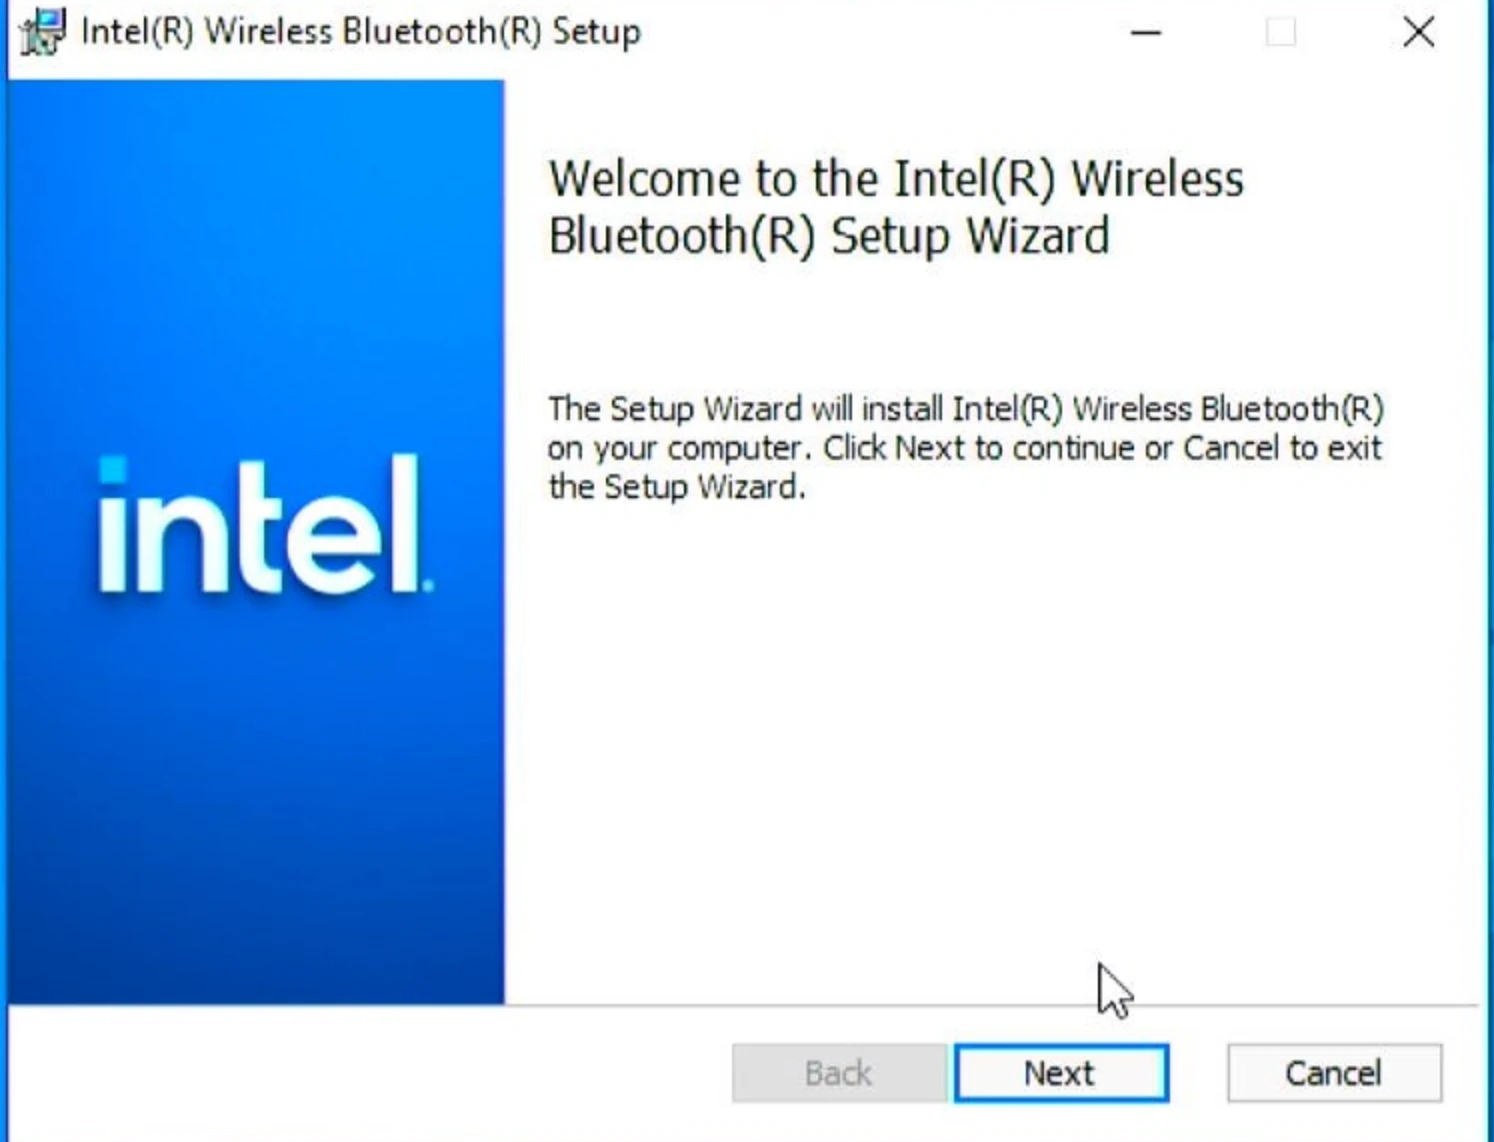 Intel(R) Wireless Bluetooth(R) Setup
Welcome to the Intel(R) Wireless
Bluetooth(R) Setup Wizard
The Setup Wizard will install Intel(R) Wireless Bluetooth(R)
on your computer. Click Next to continue or Cancel to exit
the Setup Wizard.
intel.
Back
Next
Cancel